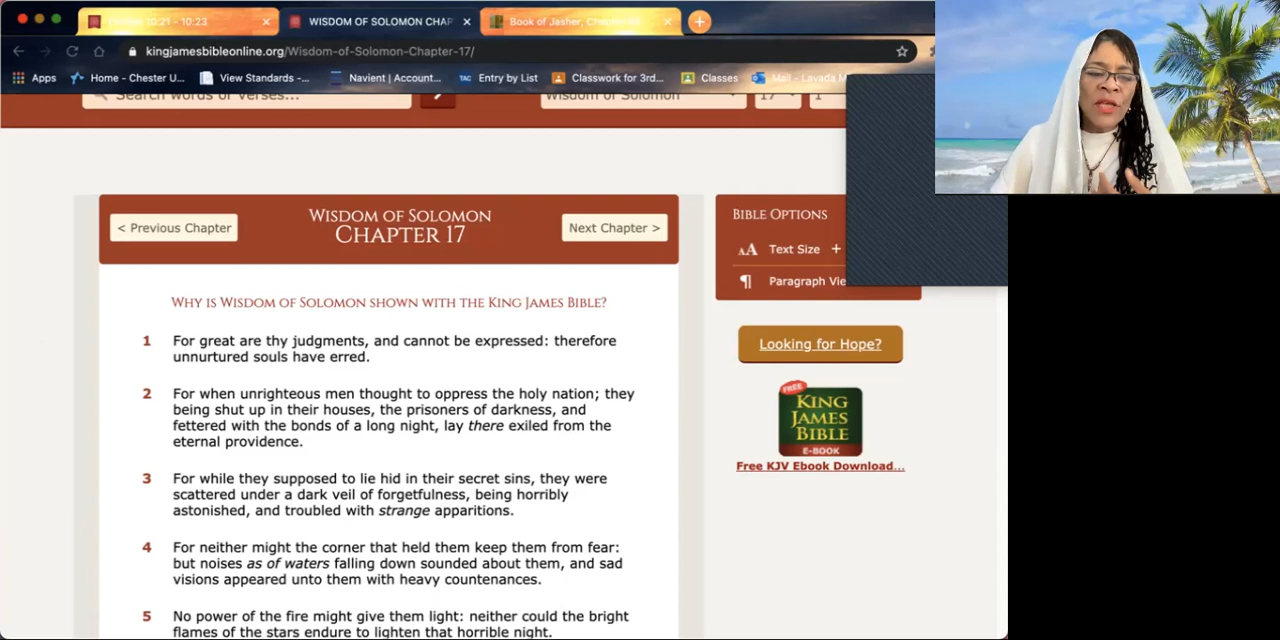 10:21 - 10:23
WISDOM OF SOLOMON CHAP
Book of Jasher, Chapter
kingjamesbibleonline.org/Wisdom-of-Solomon-Chapter-17/
Apps
Home - Chester U...
View Standards -...
Navient | Account...
TAC Entry by List
Classwork for 3rd...
Classes
Mail - Lavada M
Search words or verses...
Wisdom of Solomon
17
1
< Previous Chapter
WISDOM OF SOLOMON
CHAPTER 17
Next Chapter >
WHY IS WISDOM OF SOLOMON SHOWN WITH THE KING JAMES BIBLE?
1 For great are thy judgments, and cannot be expressed: therefore
unnurtured souls have erred.
2 For when unrighteous men thought to oppress the holy nation; they
being shut up in their houses, the prisoners of darkness, and
fettered with the bonds of a long night, lay there exiled from the
eternal providence.
3 For while they supposed to lie hid in their secret sins, they were
scattered under a dark veil of forgetfulness, being horribly
astonished, and troubled with strange apparitions.
4 For neither might the corner that held them keep them from fear:
but noises as of waters falling down sounded about them, and sad
visions appeared unto them with heavy countenances.
5 No power of the fire might give them light: neither could the bright
flames of the stars endure to lighten that horrible night.
BIBLE OPTIONS
AA Text Size +
¶ Paragraph Vie
Looking for Hope?
FREE
KING
JAMES
BIBLE
E-BOOK
Free KJV Ebook Download...